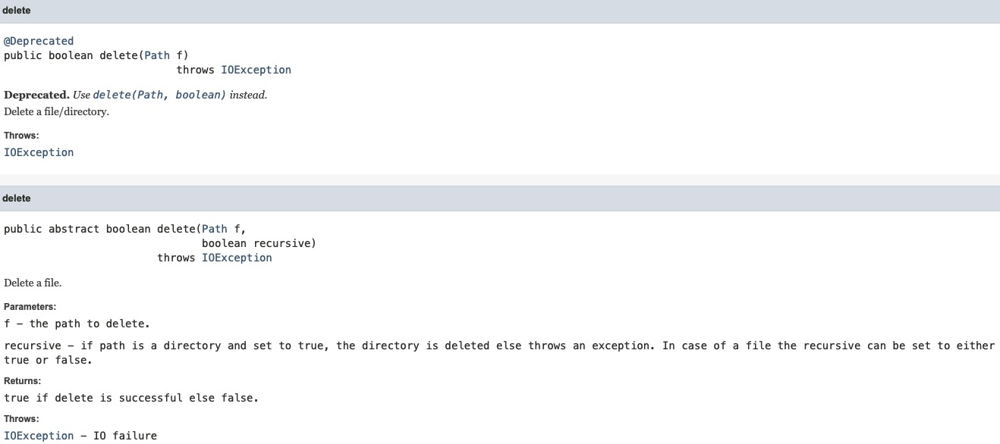 delete
@Deprecated
public boolean delete(Path f)
throws IOException
Deprecated. Use delete(Path, boolean) instead.
Delete a file/directory.
Throws:
IOException
delete
public abstract boolean delete(Path f,
boolean recursive)
throws IOException
Delete a file.
Parameters:
f – the path to delete.
recursive – if path is a directory and set to true, the directory is deleted else throws an exception. In case of a file the recursive can be set to either
true or false.
Returns:
true if delete is successful else false.
Throws:
IOException – IO failure